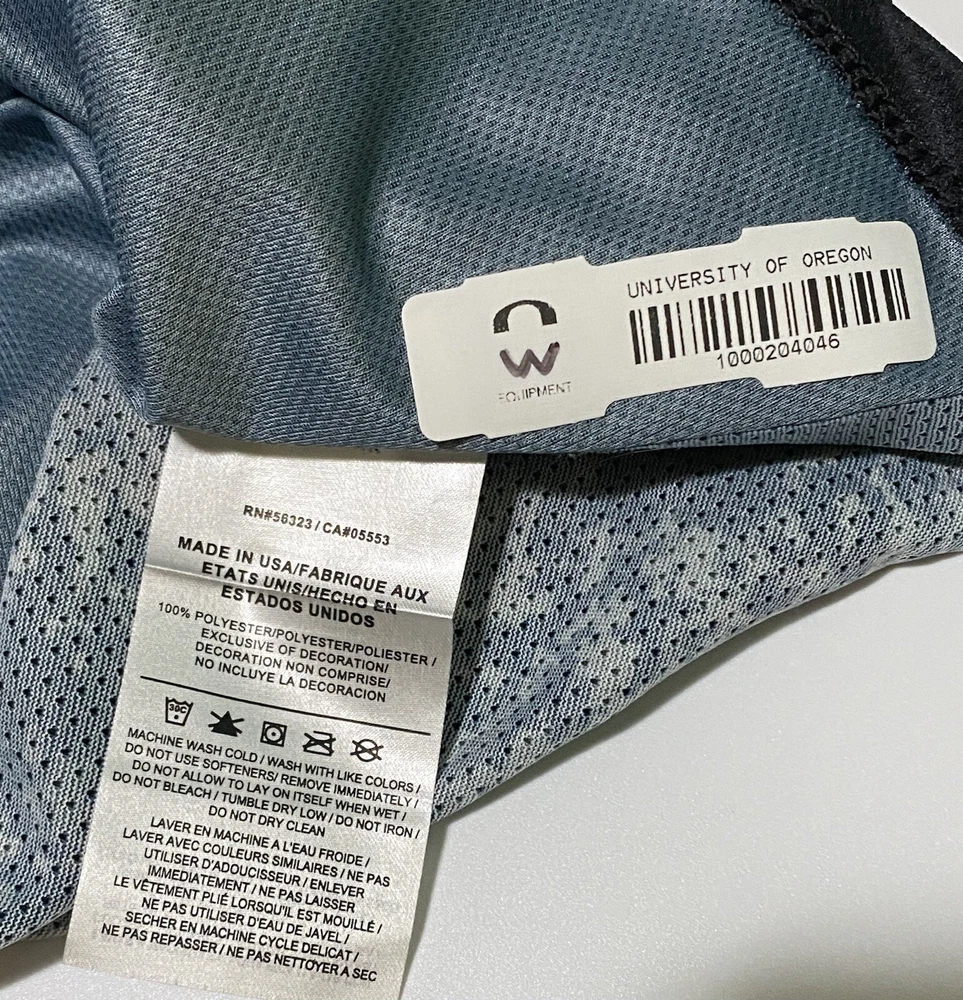 UNIVERSITY OF OREGON
1000204046
W
EQUIPMENT
RN#56323 / CA#05553
MADE IN USA/FABRIQUE AUX
ETATS UNIS/HECHO EN
ESTADOS UNIDOS
100% POLYESTER/POLYESTER/POLIESTER /
EXCLUSIVE OF DECORATION/
DECORATION NON COMPRISE/
NO INCLUYE LA DECORACION
30C
MACHINE WASH COLD / WASH WITH LIKE COLORS /
DO NOT USE SOFTENERS/ REMOVE IMMEDIATELY /
DO NOT ALLOW TO LAY ON ITSELF WHEN WET /
DO NOT BLEACH / TUMBLE DRY LOW / DO NOT IRON /
DO NOT DRY CLEAN
LAVER EN MACHINE A L'EAU FROIDE /
LAVER AVEC COULEURS SIMILAIRES / NE PAS
UTILISER D'ADOUCISSEUR / ENLEVER
IMMEDIATEMENT / NE PAS LAISSER
LE VÊTEMENT PLIÉ LORSQU'IL EST MOUILLÉ /
NE PAS UTILISER D'EAU DE JAVEL /
SECHER EN MACHINE CYCLE DELICAT /
NE PAS REPASSER / NE PAS NETTOYER A SEC